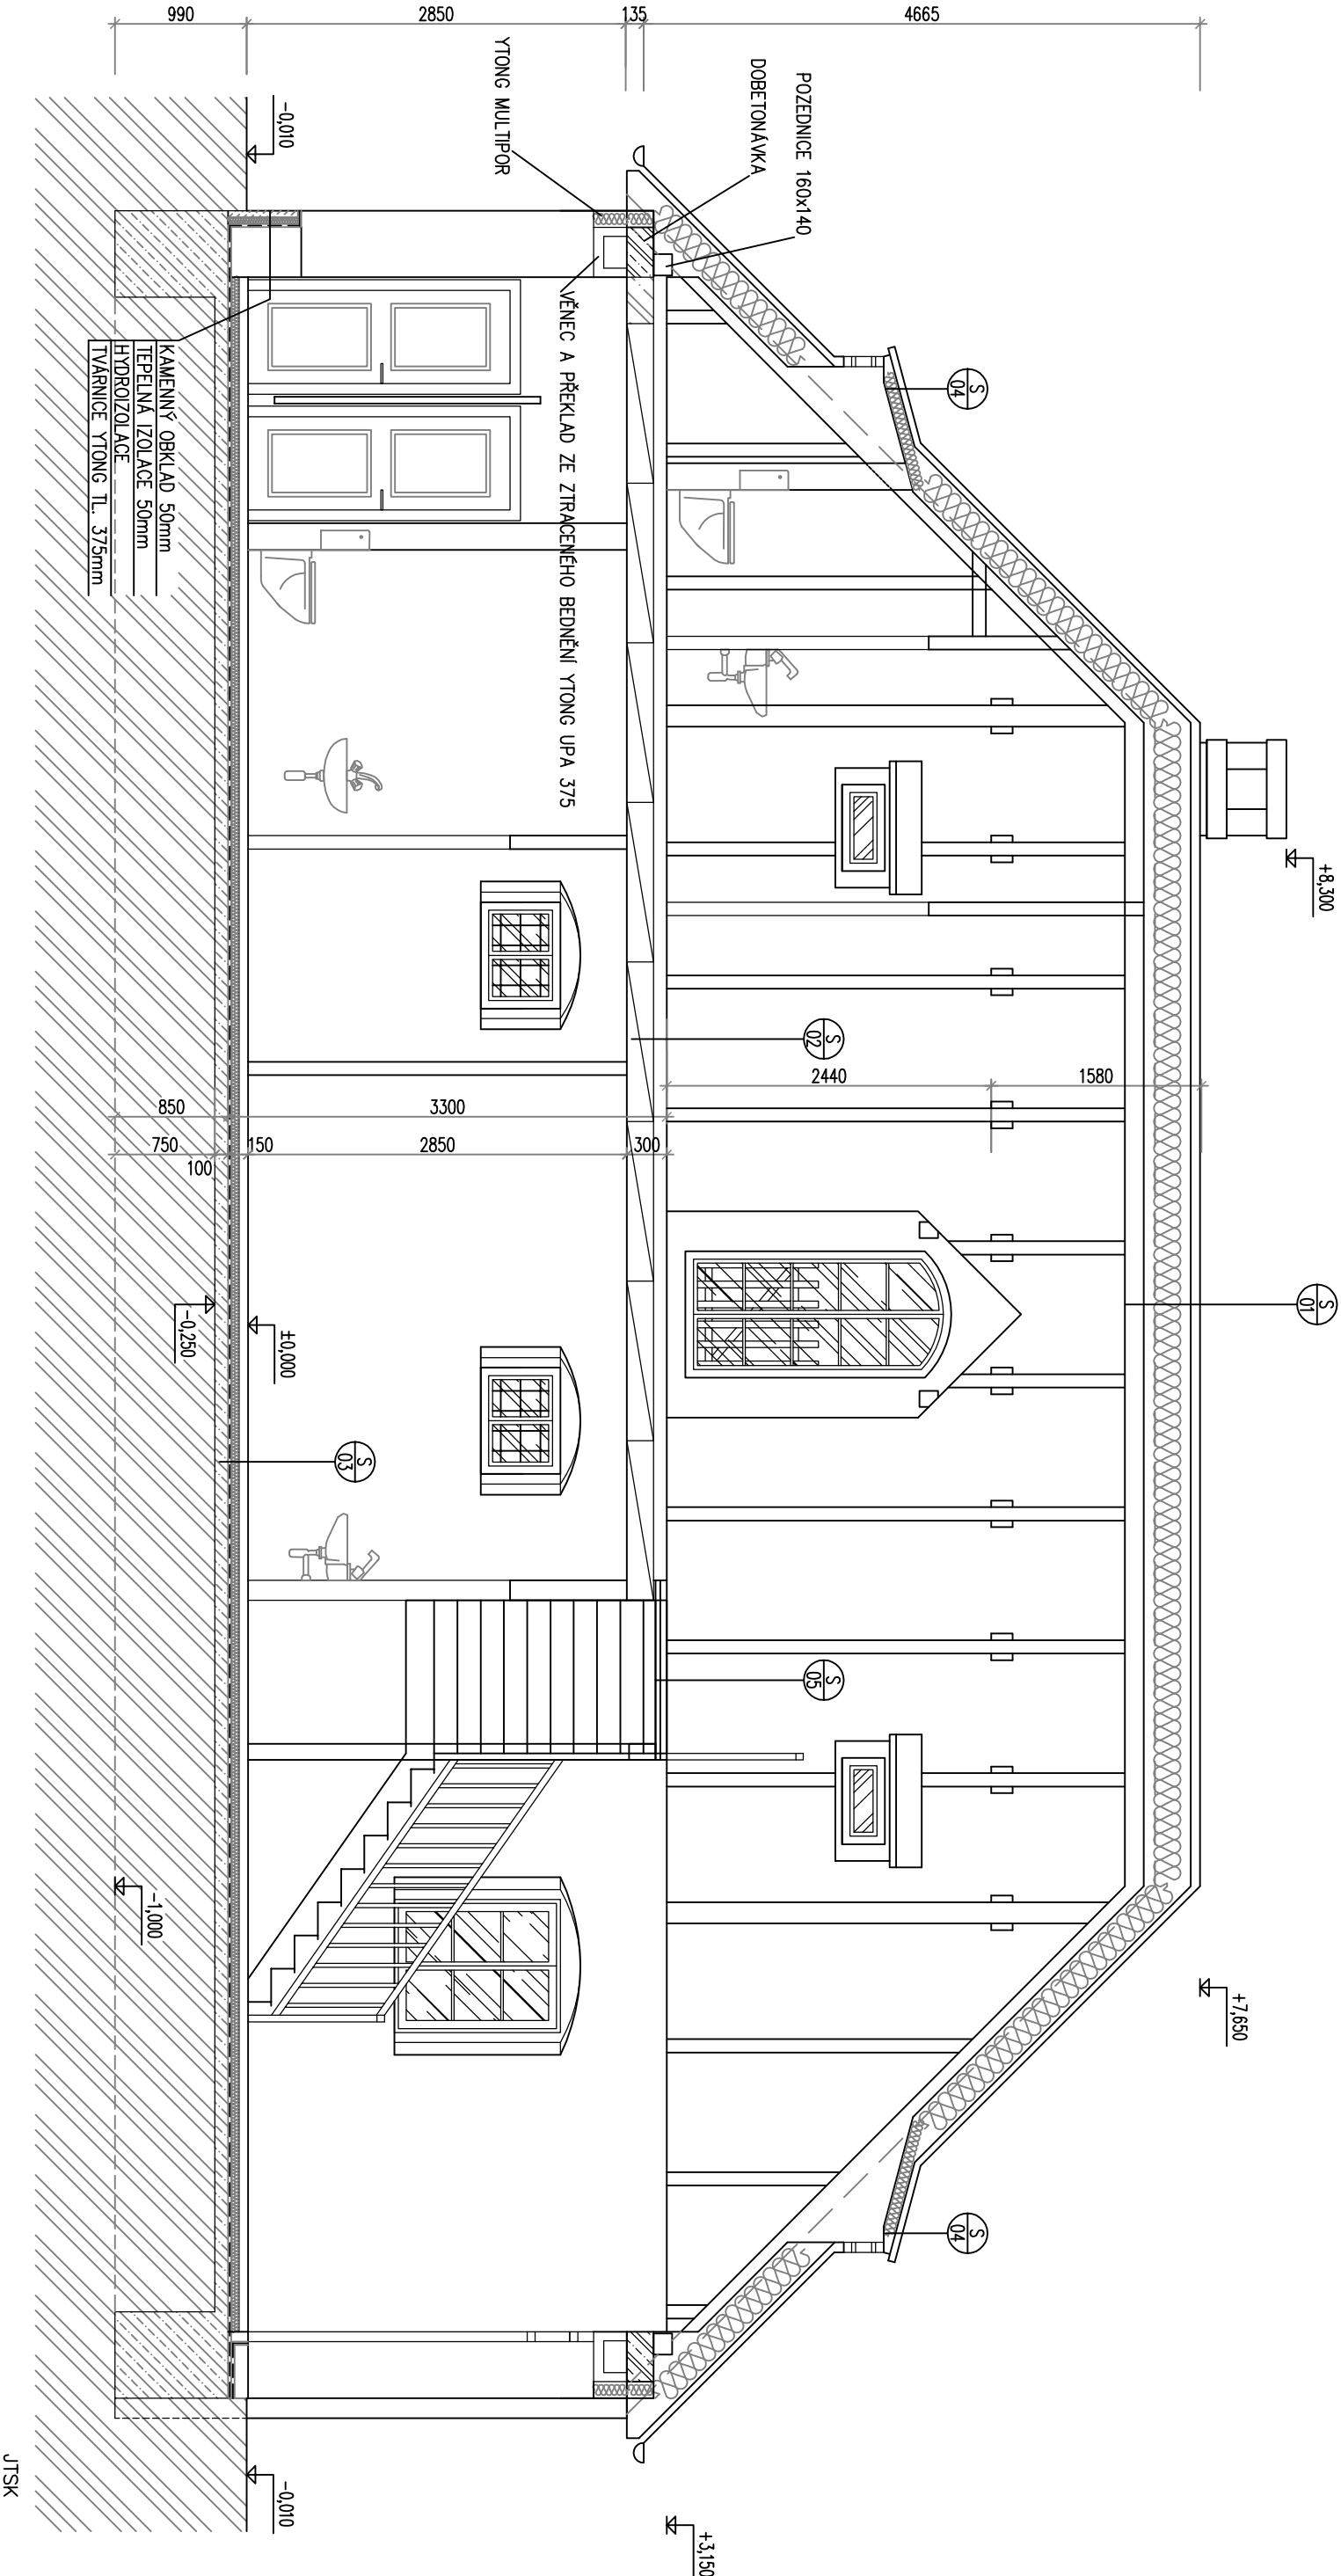 990
2850
135
4665
YTONG MULTIPOR
DOBETONÁVKA
POZEDNICE 160x140
-0,010
VĚNEC A PŘEKLAD ZE ZTRACENÉHO BEDNĚNÍ YTONG UPA 375
KAMENNÝ OBKLAD 50mm
TEPELNÁ IZOLACE 50mm
HYDROIZOLACE
TVÁRNICE YTONG TL. 375mm
S
04
+8,300
S
02
2440
1580
850
3300
750
100
150
2850
300
S
01
-0,250
±0,000
S
03
S
05
-1,000
+7,650
S
04
-0,010
+3,150
JTSK